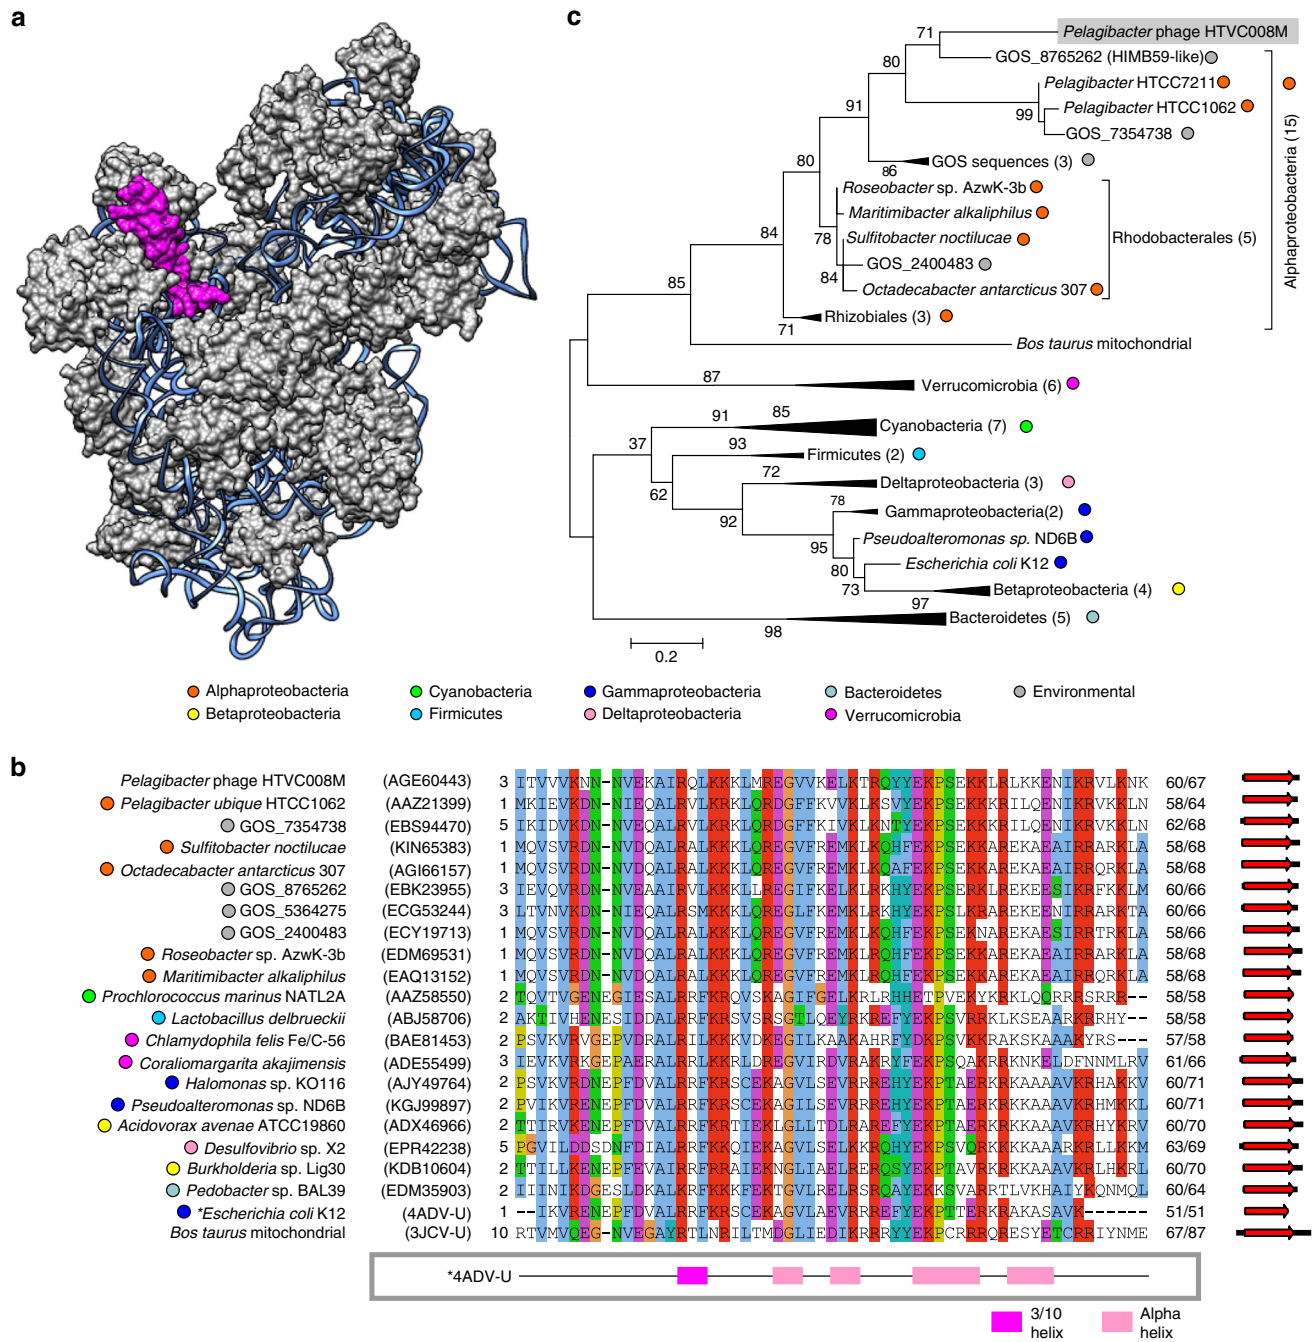 a
c
71
Pelagibacter phage HTVC008M
GOS_8765262 (HIMB59-like)
80
Pelagibacter HTCC7211
Pelagibacter HTCC1062
99
GOS_7354738
91
GOS sequences (3)
86
80
Roseobacter sp. AzwK-3b
Maritimibacter alkaliphilus
Sulfitobacter noctilucae
78
GOS_2400483
84
Octadecabacter antarcticus 307
Rhodobacterales (5)
Alphaproteobacteria (15)
84
Rhizobiales (3)
71
85
Bos taurus mitochondrial
87
Verrucomicrobia (6)
91
85
Cyanobacteria (7)
37
93
Firmicutes (2)
62
72
Deltaproteobacteria (3)
92
78
Gammaproteobacteria(2)
95
Pseudoalteromonas sp. ND6B
80
Escherichia coli K12
73
Betaproteobacteria (4)
97
Bacteroidetes (5)
98
0.2
Alphaproteobacteria
Cyanobacteria
Gammaproteobacteria
Bacteroidetes
Environmental
Betaproteobacteria
Firmicutes
Deltaproteobacteria
Verrucomicrobia
b
Pelagibacter phage HTVC008M (AGE60443) 3 ITVVVKNN-NVEKAIRQLKKKLMREGVVKELKTRQYYEKPSEKKLRLKKENIKRVLKNK 60/67
Pelagibacter ubique HTCC1062 (AAZ21399) 1 MKIEVKDN-NIEQALRVLKRKLQRDGFFKVVKLKSVYEKPSEKKKRILQENIKRVKKLN 58/64
GOS_7354738 (EBS94470) 5 IKIDVKDN-NVEQALRVLKRKLQRDGFFKIVKLKNTYEKPSEKKKRILQENIKRVKKLN 62/68
Sulfitobacter noctilucae (KIN65383) 1 MQVSVRDN-NVDQALRALKKKLQREGVFREMKLKQHFEKPSEKKAREKAEAIRRARKLA 58/68
Octadecabacter antarcticus 307 (AGI66157) 1 MQVSVRDN-NVDQALRALKKKLQREGVFREMKLKQAFEKPSEKKAREKAEAIRRARKLA 58/68
GOS_8765262 (EBK23955) 3 IEVQVRDN-NVEAAIRVLKKKLLREGIFRELKLRKHYEKPSEKRAREKEESIKRFKKLM 60/66
GOS_5364275 (ECG53244) 3 LTVNVKDN-NIEQALRSMKKKLQREGLFKEMKLRKHYEKPSLKRAREKEENIRRARKTA 60/66
GOS_2400483 (ECY19713) 1 MQVSVRDN-NVDQALRALKKKLQREGVFREMKLKQHFEKPSEKNAREKAESIRRTRKLA 58/66
Roseobacter sp. AzwK-3b (EDM69531) 1 MQVSVRDN-NVDQALRALKKKLQREGVFREMKLKQHFEKPSEKKAREKAEAIRRARKLA 58/68
Maritimibacter alkaliphilus (EAQ13152) 1 MQVSVRDN-NVDQALRALKKKLQREGVFREMKLKQHFEKPSEKKAREKAEAIRRQRKLA 58/68
Prochlorococcus marinus NATL2A (AAZ58550) 2 TQVTVGENEGIESALRRFKRQVSKAGIFGELKRLRHHETPVEKYKRKLQQRRRSRRR-- 58/58
Lactobacillus delbrueckii (ABJ58706) 2 AKTIVHENESIDDALRRFKRSVSRSGTLQEYRKREFYEKPSVRRKLKSEAARKRRHY-- 58/58
Chlamydophila felis Fe/C-56 (BAE81453) 2 PSVKVRVGEPVDRALRILKKKVDKEGILKAAKAHRFYDKPSVKKRAKSKAAAKYRS--- 57/58
Coraliomargarita akajimensis (ADE55499) 3 IEVKVRKGEPAERALRRLKKRLDREGVIRDVRARRYFEKPSQAKRRKNKELDFNNMLRV 61/66
Halomonas sp. KO116 (AJY49764) 2 PSVKVRDNEPFDVALRRFKRSCEKAGVLSEVRRREHYEKPTAERKRKAAAAVKRHAKKV 60/71
Pseudoalteromonas sp. ND6B (KGJ99897) 2 PVIKVRENEPFDVALRRFKRSCEKAGILSEVRRREHYEKPTAERKRKKAAAVKRHMKKL 60/71
Acidovorax avenae ATCC19860 (ADX46966) 2 TTIRVKENEPFDVALRRFKRTIEKLGLLTDLRAREFYEKPTAERKRKKAAAVKRHYKRV 60/70
Desulfovibrio sp. X2 (EPR42238) 5 PGVILDDSDNFDIALRRFKKQIEKAGVLSELKKRQHYEKPSVQRKKKAAAARKRLLKKM 63/69
Burkholderia sp. Lig30 (KDB10604) 2 TTILLKENEPFEVAIRRFRRAIEKNGLIAELRERQSYEKPTAVRKRKKAAAVKRLHKRL 60/70
Pedobacter sp. BAL39 (EDM35903) 2 IIINIKDGESLDKALKRFKKKFEKTGVLRELRSRQAYEKKSVARRTLVKHAIYKQNMQL 60/64
*Escherichia coli K12 (4ADV-U) 1 --IKVRENEPFDVALRRFKRSCEKAGVLAEVRRREFYEKPTTERKRAKASAVK------ 51/51
Bos taurus mitochondrial (3JCV-U) 10 RTVMVQEG-NVEGAYRTLNRILTMDGLIEDIKRRRYYEKPCRRRQRESYETCRRIYNME 67/87
*4ADV-U
3/10 helix
Alpha helix